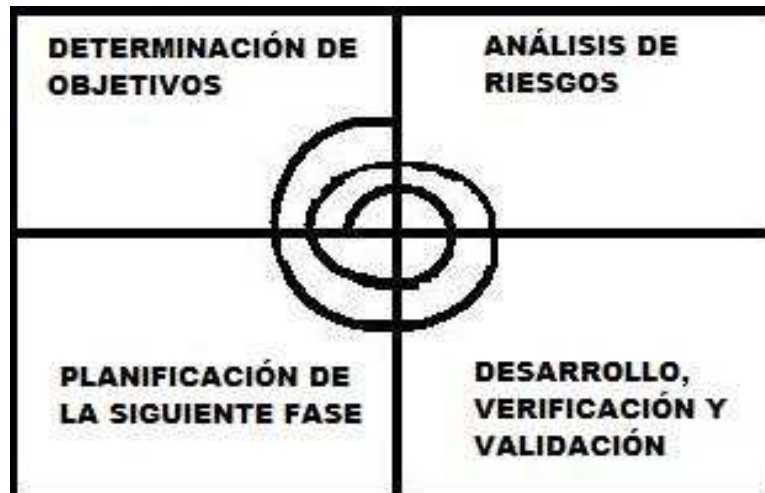 DETERMINACIÓN DE
OBJETIVOS
ANÁLISIS DE
RIESGOS
PLANIFICACIÓN DE
LA SIGUIENTE FASE
DESARROLLO,
VERIFICACIÓN Y
VALIDACIÓN